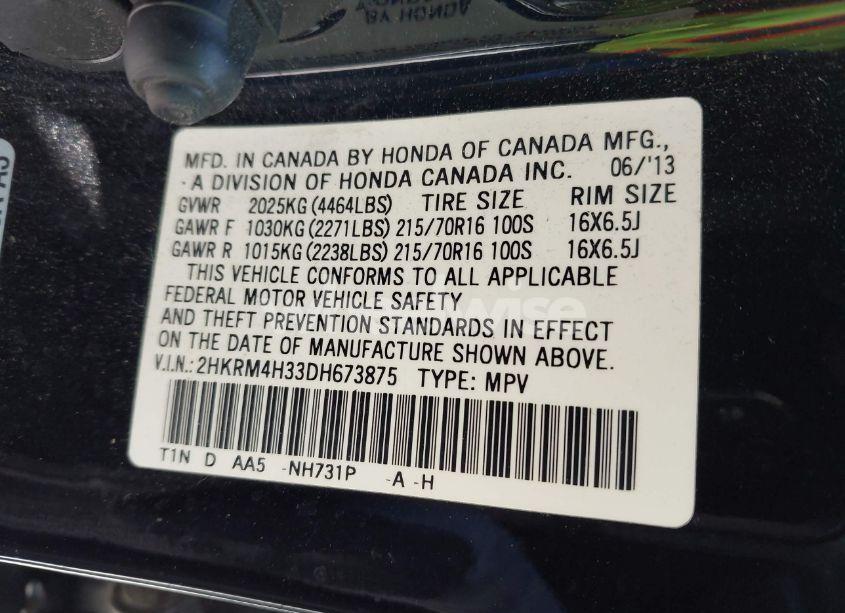 MFD. IN CANADA BY HONDA OF CANADA MFG.,
A DIVISION OF HONDA CANADA INC. 06/'13
GVWR 2025KG (4464LBS) TIRE SIZE RIM SIZE
GAWR F 1030KG (2271LBS) 215/70R16 100S 16X6.5J
GAWR R 1015KG (2238LBS) 215/70R16 100S 16X6.5J
THIS VEHICLE CONFORMS TO ALL APPLICABLE
FEDERAL MOTOR VEHICLE SAFETY
AND THEFT PREVENTION STANDARDS IN EFFECT
ON THE DATE OF MANUFACTURE SHOWN ABOVE.
V.I.N.: 2HKRM4H33DH673875 TYPE: MPV
T1N D AA5 -NH731P -A -H